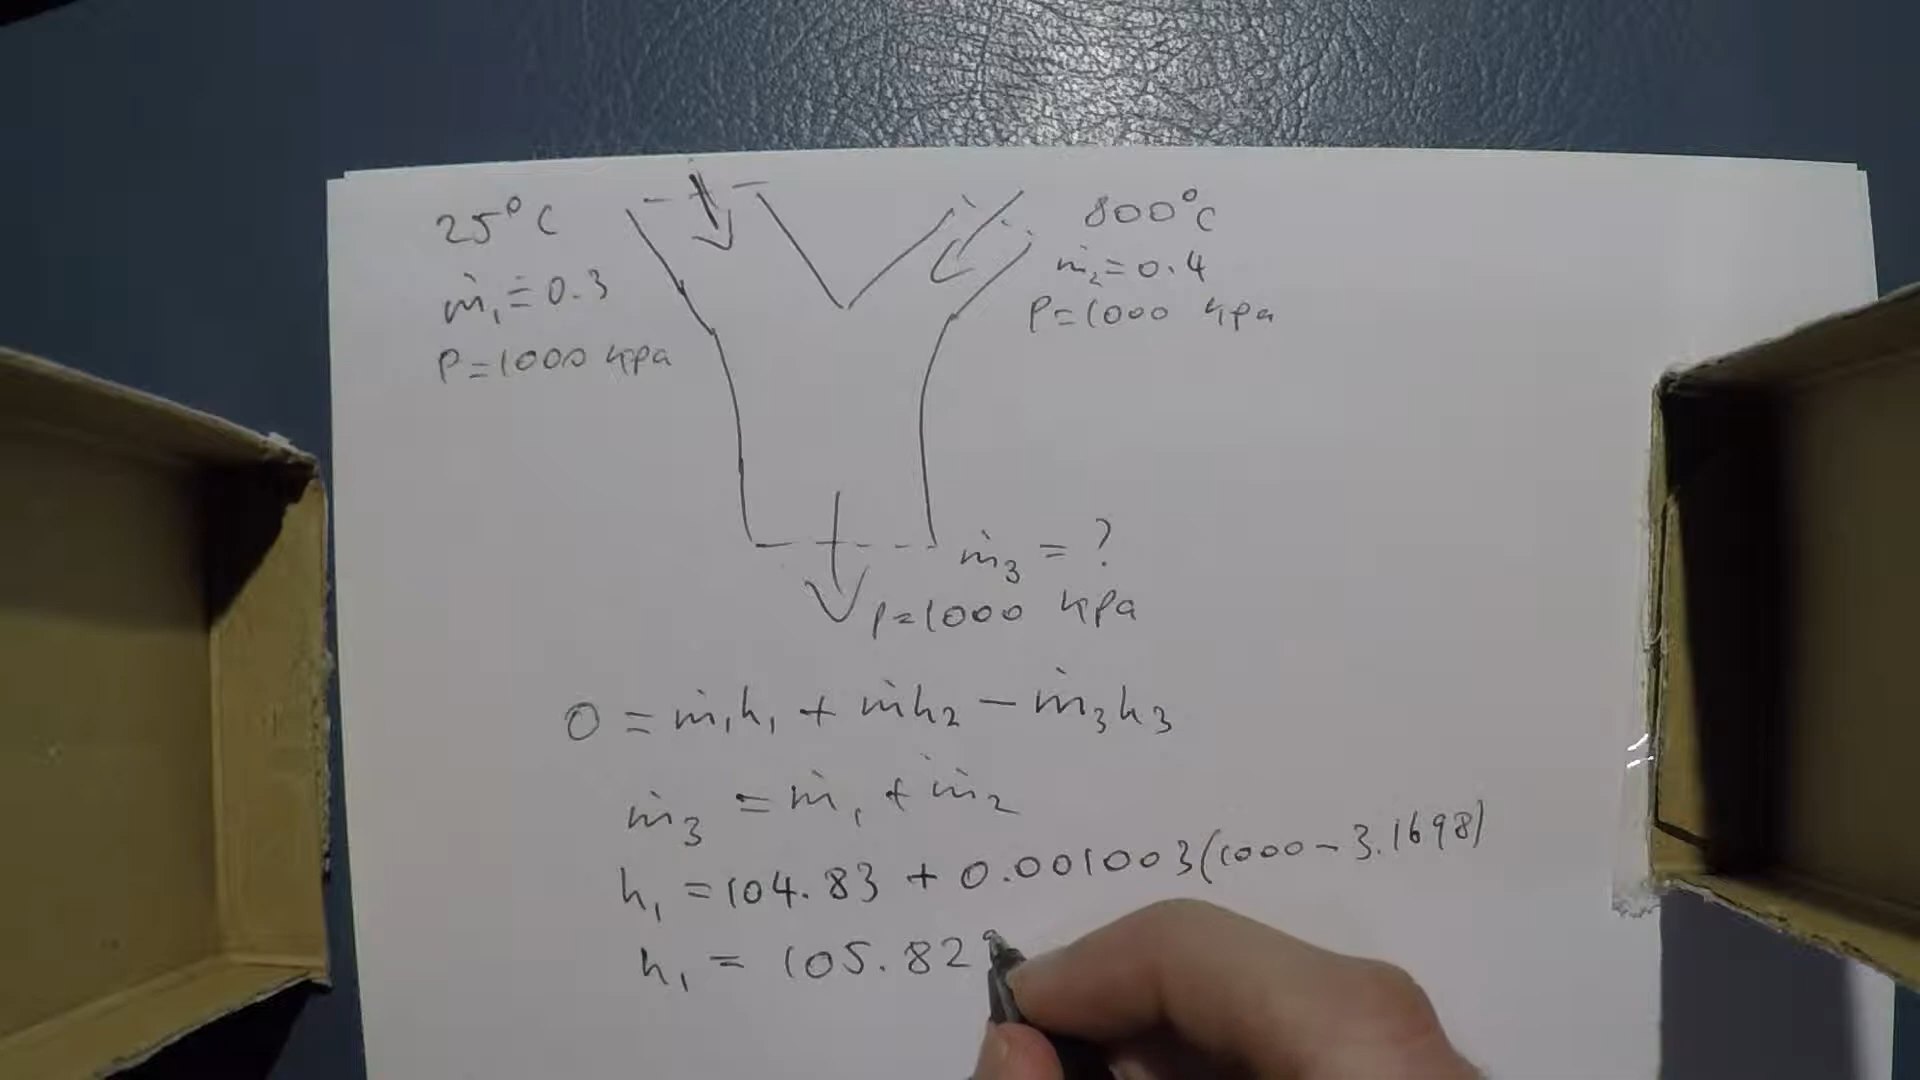 25°C
ṁ₁ = 0.3
P=1000 kpa
800°C
ṁ₂ = 0.4
P=1000 kpa
ṁ₃ = ?
P=1000 kpa
0 = ṁ₁h₁ + ṁh₂ − ṁ₃h₃
ṁ₃ = ṁ₁ + ṁ₂
h₁ = 104.83 + 0.001003(1000 − 3.1698)
h₁ = 105.82